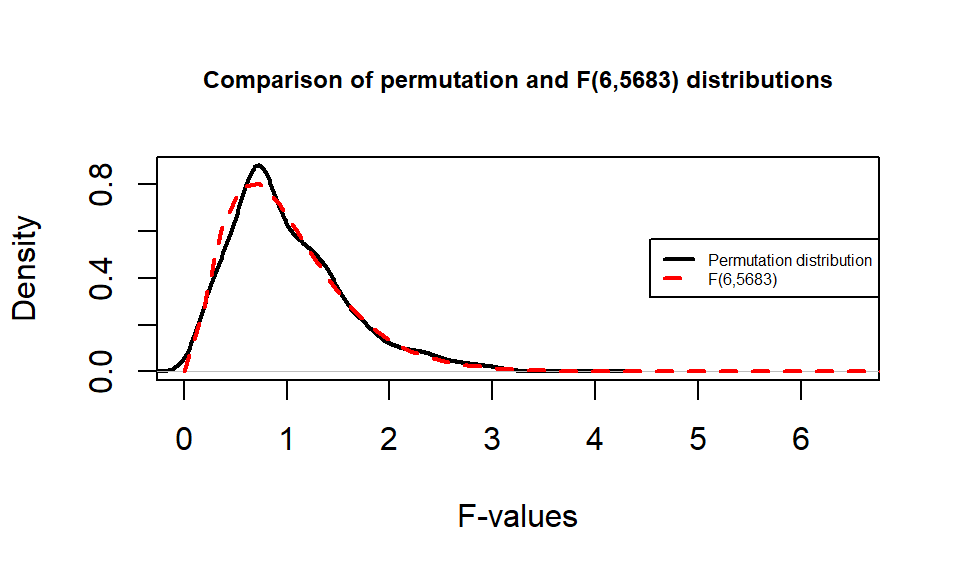 Comparison of permutation and F(6,5683) distributions
Density
0.8
0.4
0.0
Permutation distribution
F(6,5683)
0 1 2 3 4 5 6
F-values